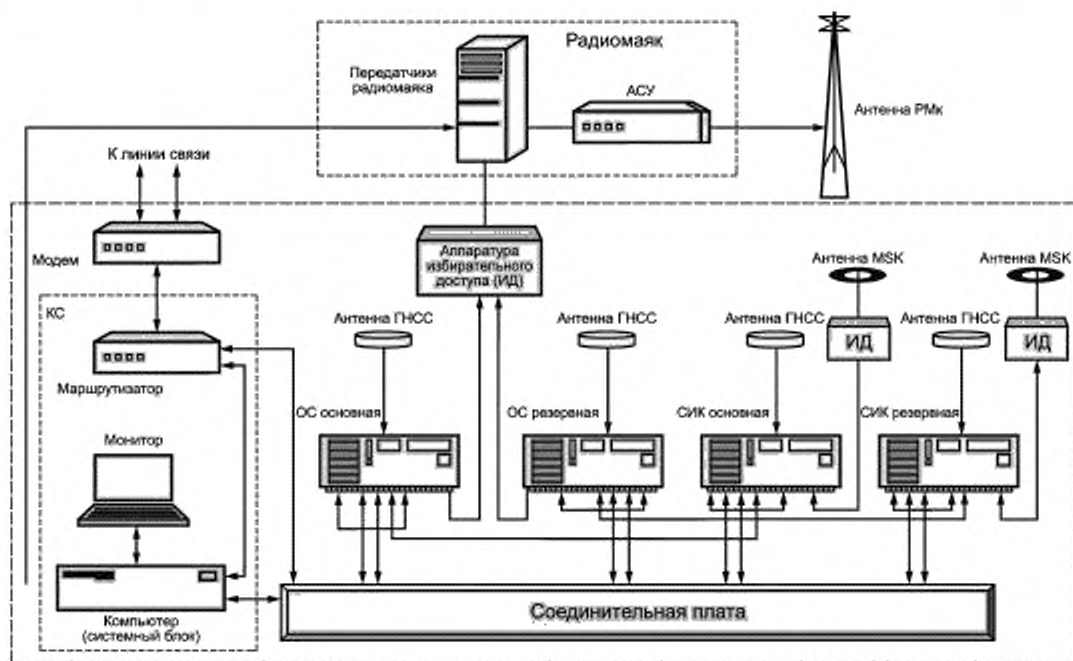 Радиомаяк
Передатчики
радиомаяка
АСУ
Антенна РМк
К линии связи
Модем
Аппаратура
избирательного
доступа (ИД)
Антенна MSK
Антенна MSK
КС
Антенна ГНСС
Антенна ГНСС
Антенна ГНСС
Антенна ГНСС
ИД
ИД
Маршрутизатор
ОС основная
ОС резервная
СИК основная
СИК резервная
Монитор
Компьютер
(системный блок)
Соединительная плата